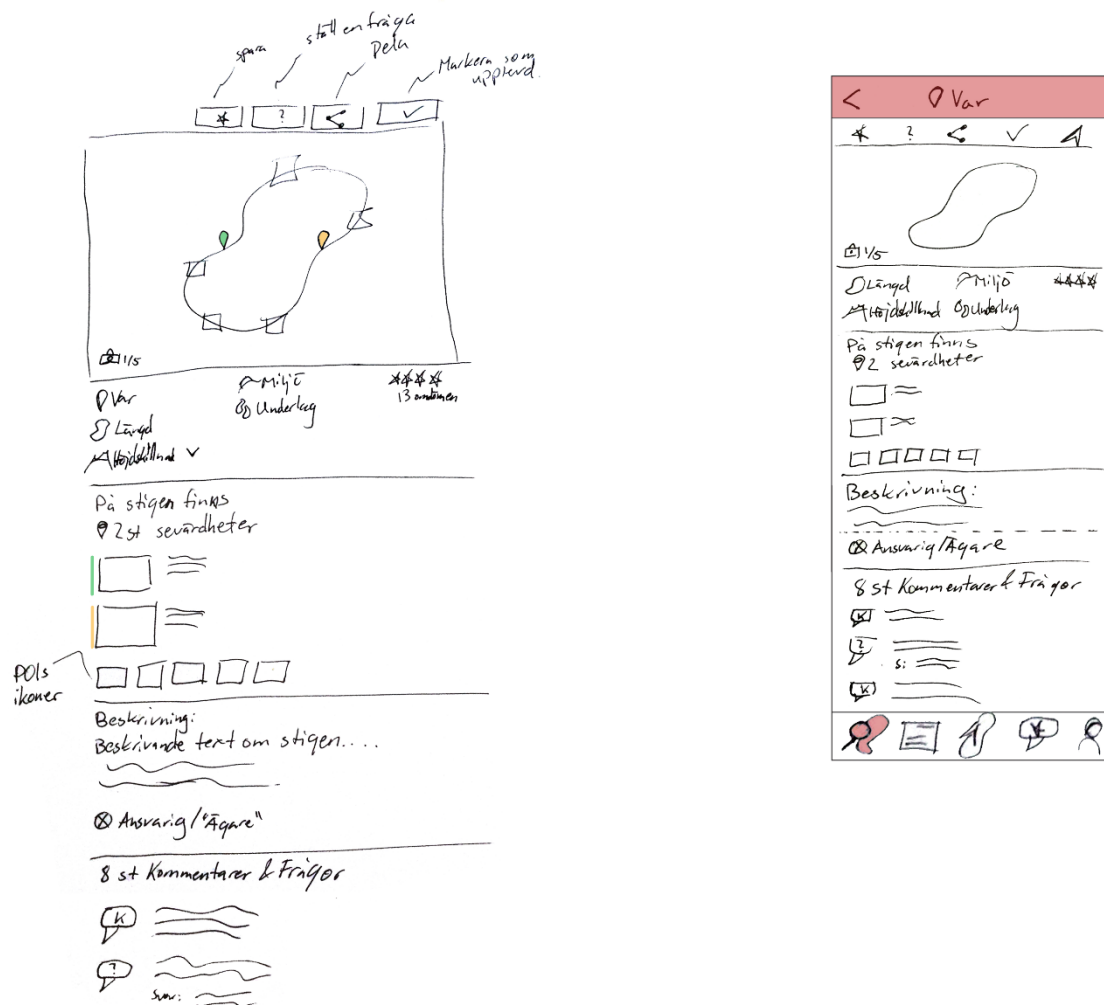 spara
ställ en fråga
Dela
Markera som
upplevd.
?
1/5
Var
Miljö
13 omdömen
Underlag
Längd
Höjdskillnad
På stigen finns
2 st sevärdheter
POIs
ikoner
Beskrivning:
Beskrivande text om stigen....
Ansvarig/"Ägare"
8 st Kommentarer & Frågor
K
?
Svar:
Var
?
1/5
Längd
Miljö
Höjdskillnad
Underlag
På stigen finns
2 sevärdheter
Beskrivning:
Ansvarig/Ägare
8 st Kommentarer & Frågor
K
?
S:
K